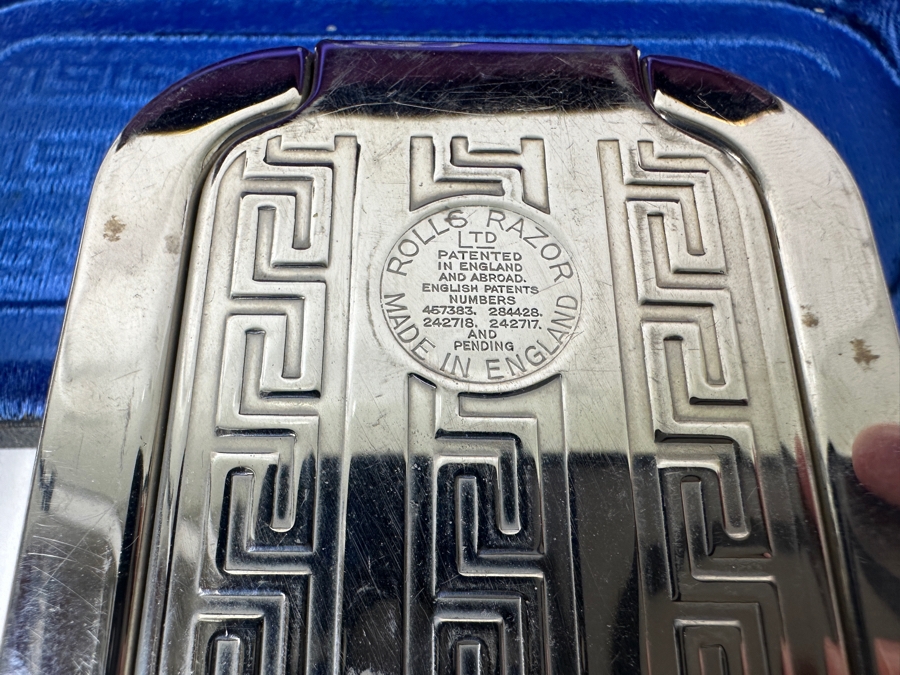 ROLLS RAZOR
LTD
PATENTED
IN ENGLAND
AND ABROAD.
ENGLISH PATENTS
NUMBERS
457383. 284428.
242718. 242717.
AND
PENDING
MADE IN ENGLAND